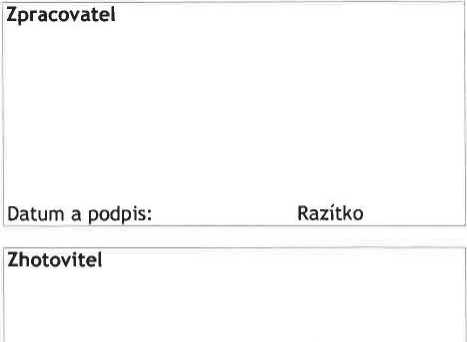 Zpracovatel
Datum a podpis: Razítko
Zhotovitel